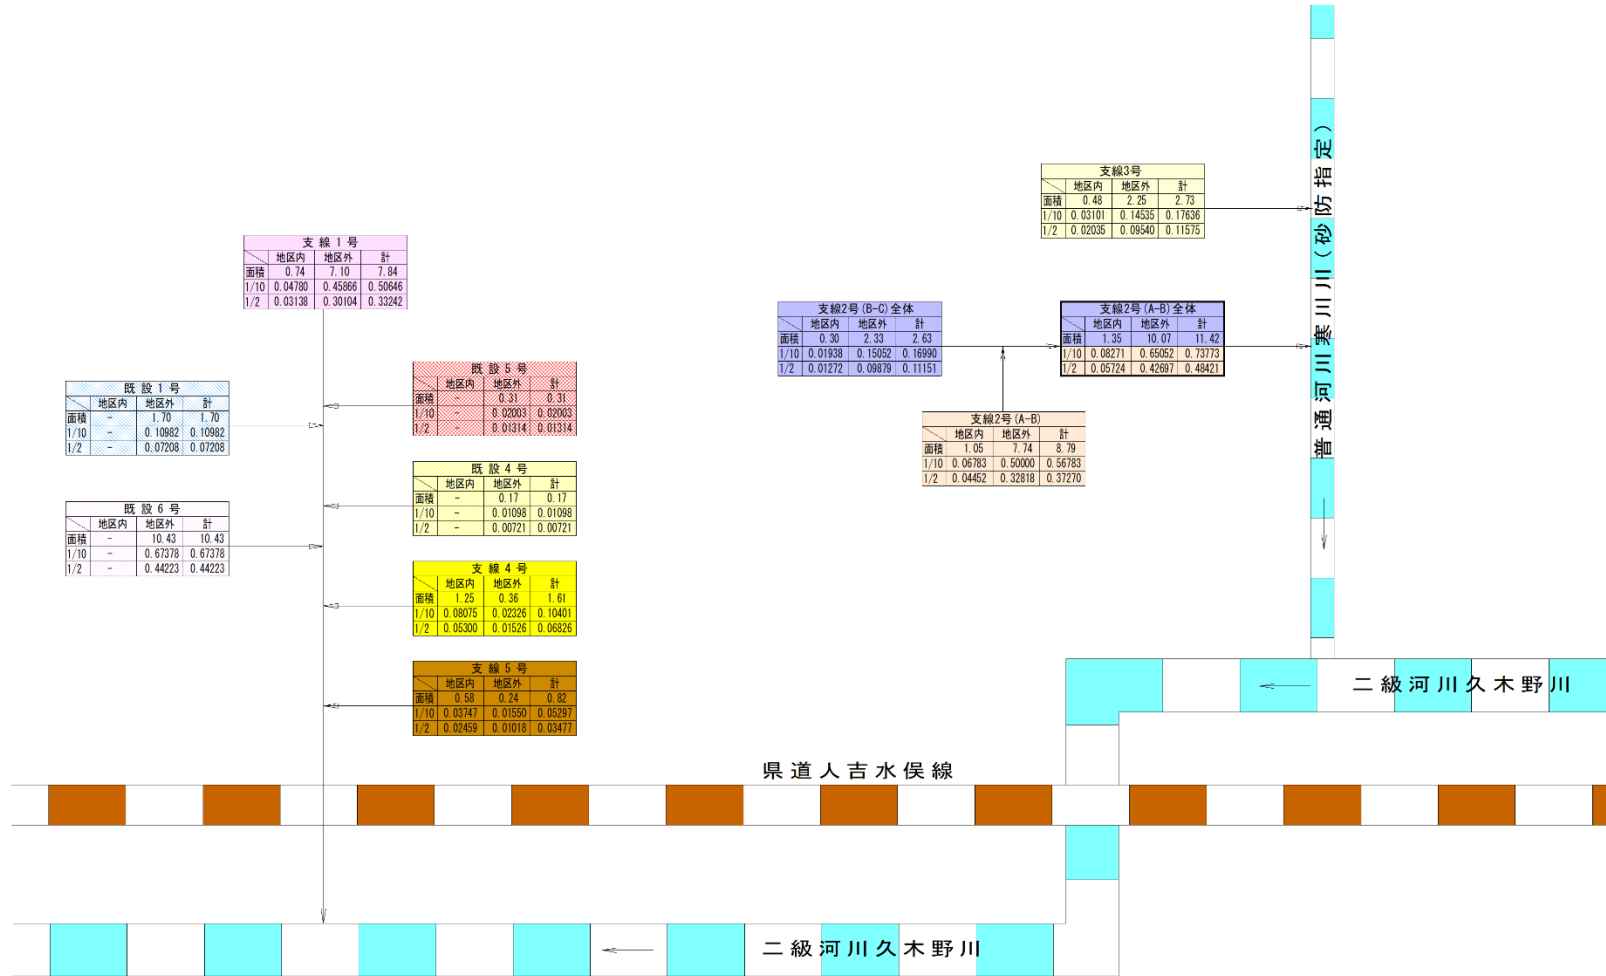 支線3号
地区内 地区外 計
面積 0.48 2.25 2.73
1/10 0.03101 0.14535 0.17636
1/2 0.02035 0.09540 0.11575
支線1号
地区内 地区外 計
面積 0.74 7.10 7.84
1/10 0.04780 0.45866 0.50646
1/2 0.03138 0.30104 0.33242
支線2号(B-C)全体
地区内 地区外 計
面積 0.30 2.33 2.63
1/10 0.01938 0.15052 0.16990
1/2 0.01272 0.09879 0.11151
支線2号(A-B)全体
地区内 地区外 計
面積 1.35 10.07 11.42
1/10 0.08271 0.65052 0.73773
1/2 0.05724 0.42697 0.48421
既設5号
地区内 地区外 計
面積 - 0.31 0.31
1/10 - 0.02003 0.02003
1/2 - 0.01314 0.01314
既設1号
地区内 地区外 計
面積 - 1.70 1.70
1/10 - 0.10982 0.10982
1/2 - 0.07208 0.07208
支線2号(A-B)
地区内 地区外 計
面積 1.05 7.74 8.79
1/10 0.06783 0.50000 0.56783
1/2 0.04452 0.32818 0.37270
既設4号
地区内 地区外 計
面積 - 0.17 0.17
1/10 - 0.01098 0.01098
1/2 - 0.00721 0.00721
既設6号
地区内 地区外 計
面積 - 10.43 10.43
1/10 - 0.67378 0.67378
1/2 - 0.44223 0.44223
支線4号
地区内 地区外 計
面積 1.25 0.36 1.61
1/10 0.08075 0.02326 0.10401
1/2 0.05300 0.01526 0.06826
支線5号
地区内 地区外 計
面積 0.58 0.24 0.82
1/10 0.03747 0.01550 0.05297
1/2 0.02459 0.01018 0.03477
普通河川寒川川(砂防指定)
二級河川久木野川
県道人吉水俣線
二級河川久木野川